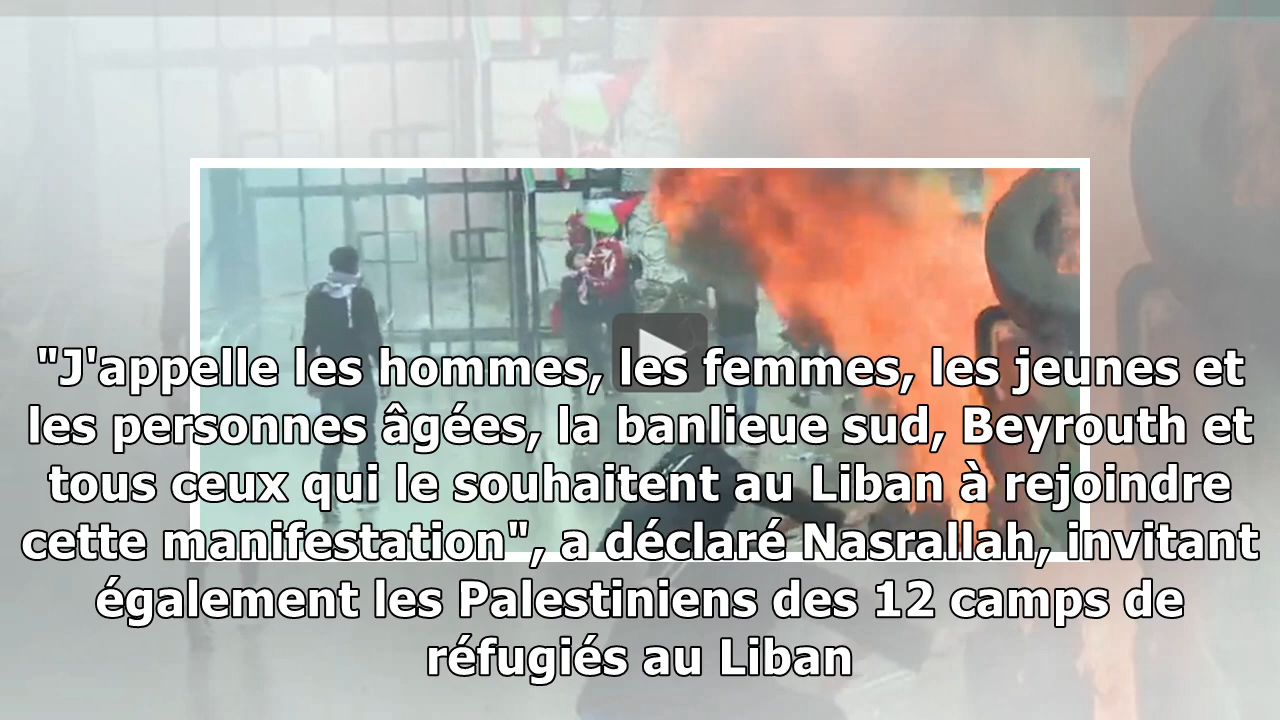 "J'appelle les hommes, les femmes, les jeunes et
les personnes âgées, la banlieue sud, Beyrouth et
tous ceux qui le souhaitent au Liban à rejoindre
cette manifestation", a déclaré Nasrallah, invitant
également les Palestiniens des 12 camps de
réfugiés au Liban